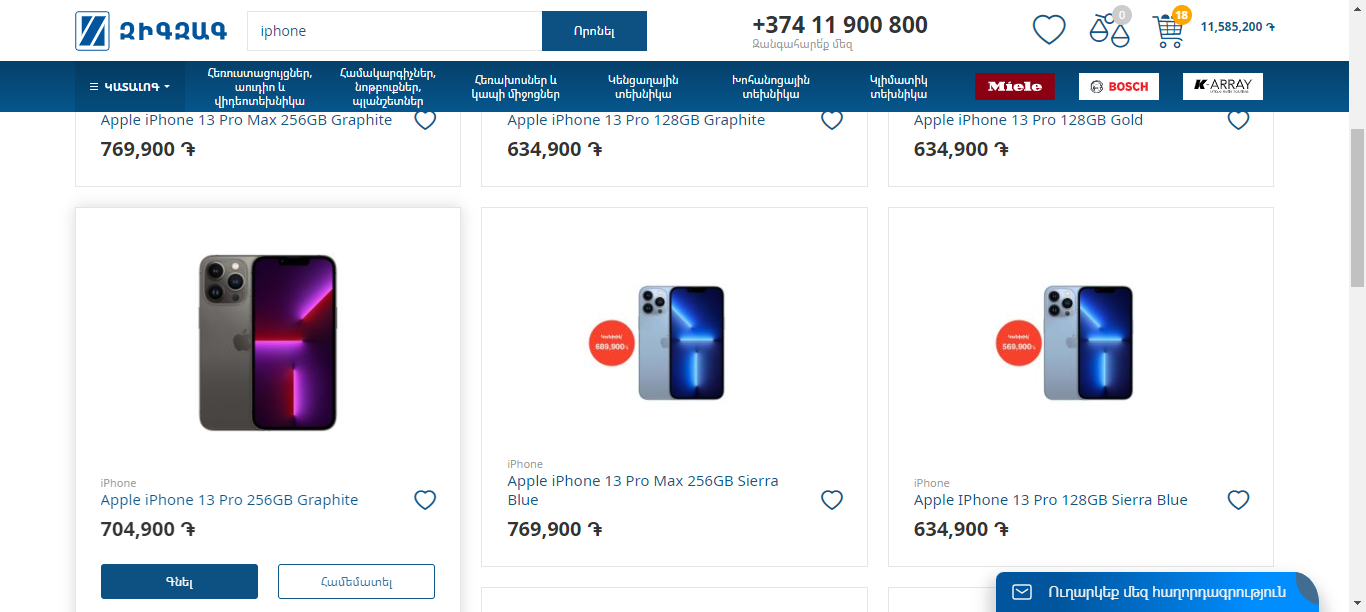 ԶԻԳԶԱԳ
iphone
Որոնել
+374 11 900 800
Զանգահարե՛ք մեզ
0
18
11,585,200 ֏
☰ ԿԱՏԱԼՈԳ
Հեռուստացույցներ,
աուդիո և
վիդեոտեխնիկա
Համակարգիչներ,
նոթբուքներ,
պլանշետներ
Հեռախոսներ և
կապի միջոցներ
Կենցաղային
տեխնիկա
Խոհանոցային
տեխնիկա
Կլիմատիկ
տեխնիկա
Miele
BOSCH
K-ARRAY
Apple iPhone 13 Pro Max 256GB Graphite
769,900 ֏
Apple iPhone 13 Pro 128GB Graphite
634,900 ֏
Apple iPhone 13 Pro 128GB Gold
634,900 ֏
iPhone
Apple iPhone 13 Pro 256GB Graphite
704,900 ֏
Գնել
Համեմատել
689,900 ֏
iPhone
Apple iPhone 13 Pro Max 256GB Sierra
Blue
769,900 ֏
569,900 ֏
iPhone
Apple IPhone 13 Pro 128GB Sierra Blue
634,900 ֏
Ուղարկեք մեզ հաղորդագրություն